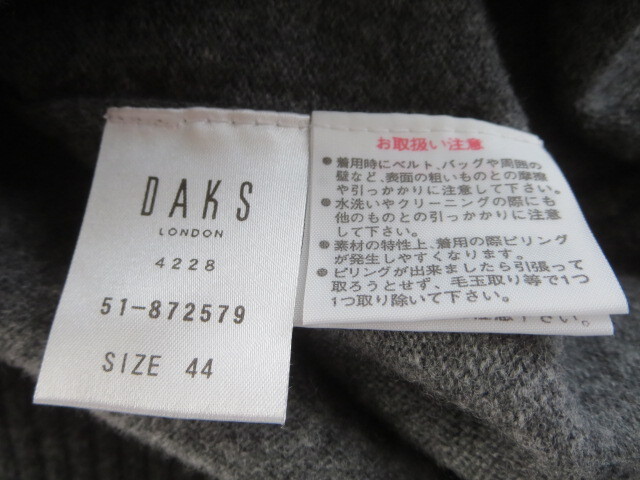 DAKS
LONDON
4228
51-872579
SIZE 44
お取扱い注意
●着用時にベルト、バッグや周囲の
壁など、表面の粗いものとの摩擦
や引っかかりに注意して下さい。
●水洗いやクリーニングの際にも
他のものとの引っかかりに注意
して下さい。
●素材の特性上、着用の際ピリング
が発生しやすくなります。
●ピリングが出来ましたら引張って
取ろうとせず、毛玉取り等で1つ
1つ取り除いて下さい。
下さい。